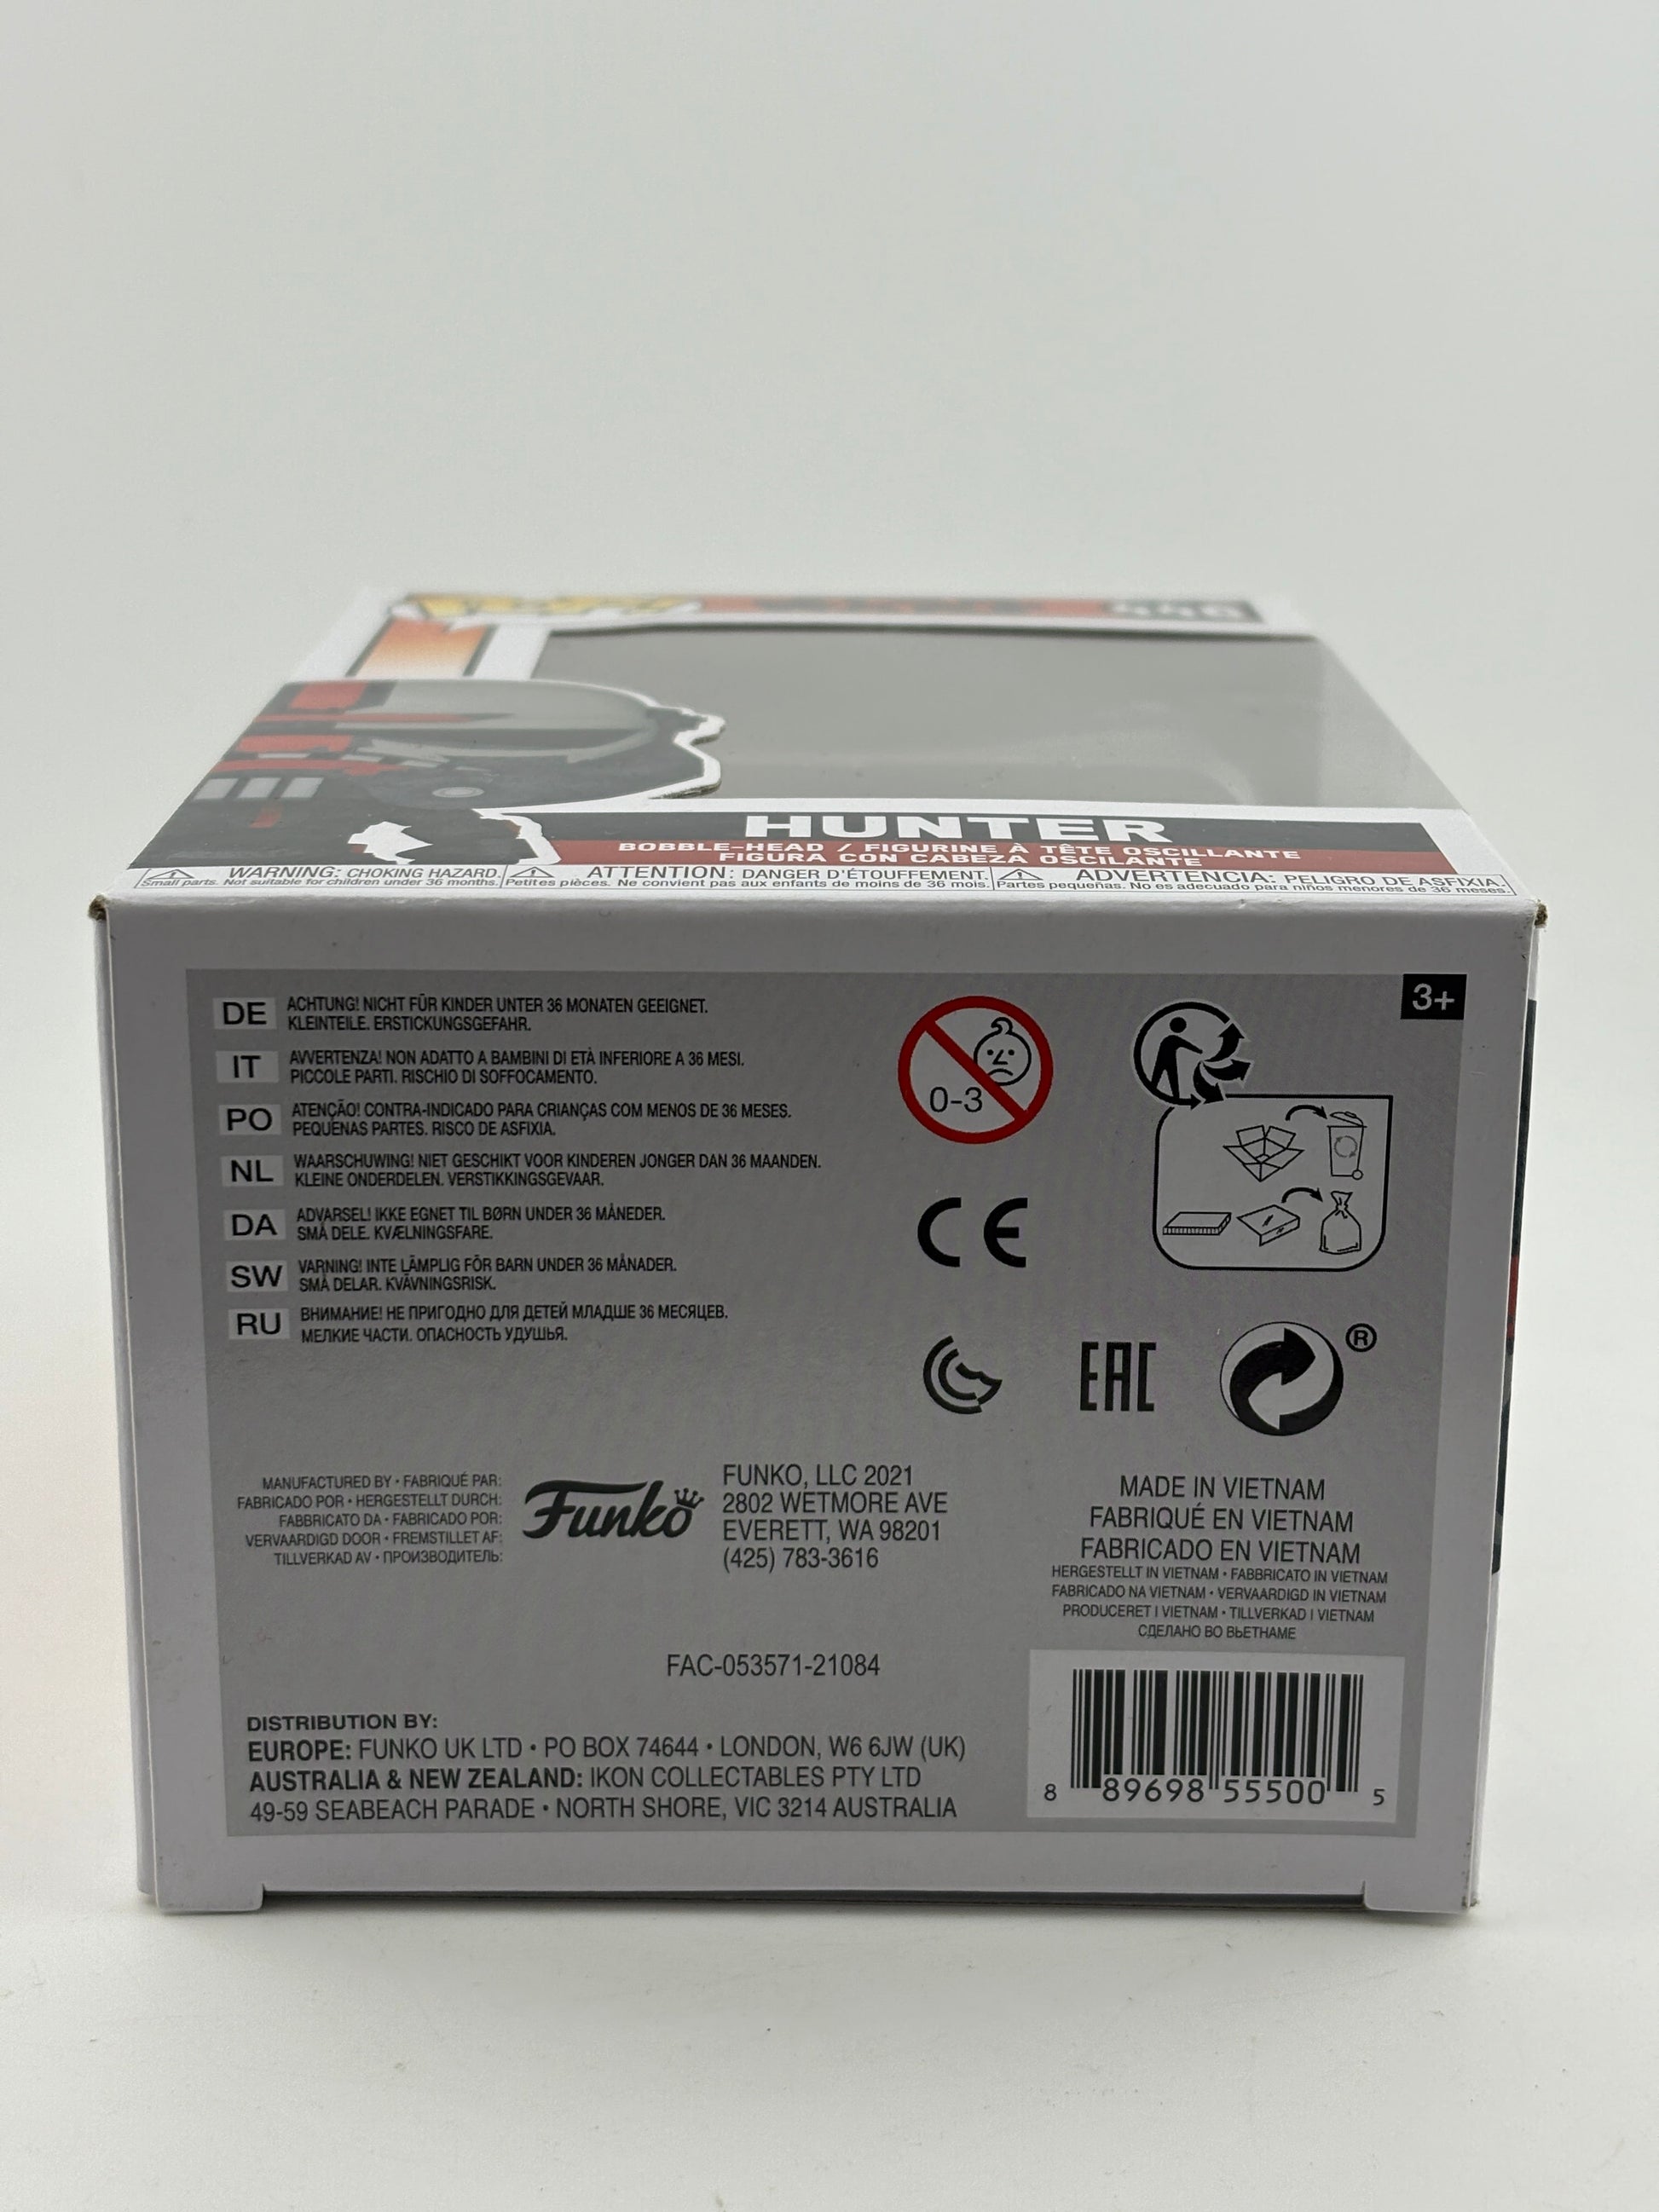 446
HUNTER
BOBBLE-HEAD / FIGURINE À TÊTE OSCILLANTE
FIGURA CON CABEZA OSCILANTE
WARNING: CHOKING HAZARD.
Small parts. Not suitable for children under 36 months.
ATTENTION: DANGER D'ÉTOUFFEMENT.
Petites pièces. Ne convient pas aux enfants de moins de 36 mois.
ADVERTENCIA: PELIGRO DE ASFIXIA.
Partes pequeñas. No es adecuado para niños menores de 36 meses.
3+
DE ACHTUNG! NICHT FÜR KINDER UNTER 36 MONATEN GEEIGNET.
KLEINTEILE. ERSTICKUNGSGEFAHR.
IT AVVERTENZA! NON ADATTO A BAMBINI DI ETÀ INFERIORE A 36 MESI.
PICCOLE PARTI. RISCHIO DI SOFFOCAMENTO.
PO ATENÇÃO! CONTRA-INDICADO PARA CRIANÇAS COM MENOS DE 36 MESES.
PEQUENAS PARTES. RISCO DE ASFIXIA.
NL WAARSCHUWING! NIET GESCHIKT VOOR KINDEREN JONGER DAN 36 MAANDEN.
KLEINE ONDERDELEN. VERSTIKKINGSGEVAAR.
DA ADVARSEL! IKKE EGNET TIL BØRN UNDER 36 MÅNEDER.
SMÅ DELE. KVÆLNINGSFARE.
SW VARNING! INTE LÄMPLIG FÖR BARN UNDER 36 MÅNADER.
SMÅ DELAR. KVÄVNINGSRISK.
RU ВНИМАНИЕ! НЕ ПРИГОДНО ДЛЯ ДЕТЕЙ МЛАДШЕ 36 МЕСЯЦЕВ.
МЕЛКИЕ ЧАСТИ. ОПАСНОСТЬ УДУШЬЯ.
0-3
CE
EAC
®
MANUFACTURED BY • FABRIQUÉ PAR:
FABRICADO POR • HERGESTELLT DURCH:
FABBRICATO DA • FABRICADO POR:
VERVAARDIGD DOOR • FREMSTILLET AF:
TILLVERKAD AV • ПРОИЗВОДИТЕЛЬ:
Funko
FUNKO, LLC 2021
2802 WETMORE AVE
EVERETT, WA 98201
(425) 783-3616
MADE IN VIETNAM
FABRIQUÉ EN VIETNAM
FABRICADO EN VIETNAM
HERGESTELLT IN VIETNAM • FABBRICATO IN VIETNAM
FABRICADO NA VIETNAM • VERVAARDIGD IN VIETNAM
PRODUCERET I VIETNAM • TILLVERKAD I VIETNAM
СДЕЛАНО ВО ВЬЕТНАМЕ
FAC-053571-21084
DISTRIBUTION BY:
EUROPE: FUNKO UK LTD • PO BOX 74644 • LONDON, W6 6JW (UK)
AUSTRALIA & NEW ZEALAND: IKON COLLECTABLES PTY LTD
49-59 SEABEACH PARADE • NORTH SHORE, VIC 3214 AUSTRALIA
8 89698 55500 5